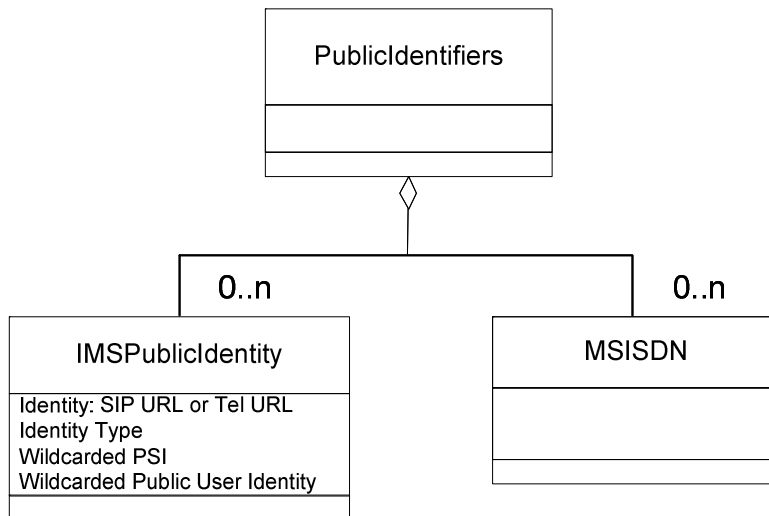 PublicIdentifiers
0..n
0..n
IMSPublicIdentity
MSISDN
Identity: SIP URL or Tel URL
Identity Type
Wildcarded PSI
Wildcarded Public User Identity